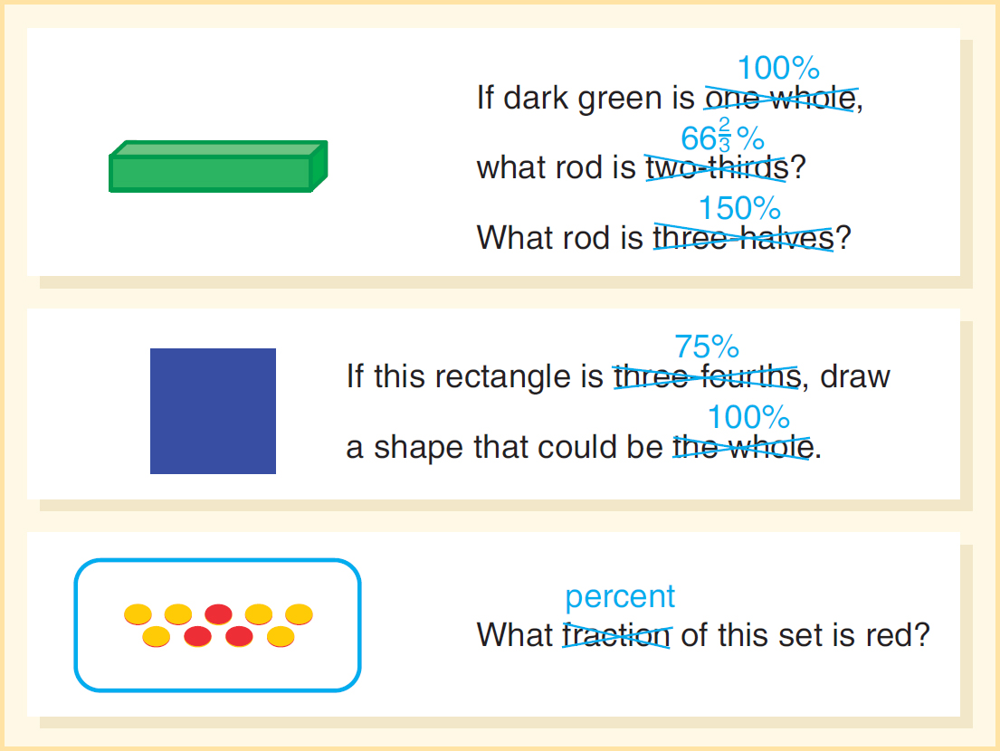 100%
If dark green is one whole,
66 2/3 %
what rod is two-thirds?
150%
What rod is three-halves?
75%
If this rectangle is three-fourths, draw
100%
a shape that could be the whole.
percent
What fraction of this set is red?